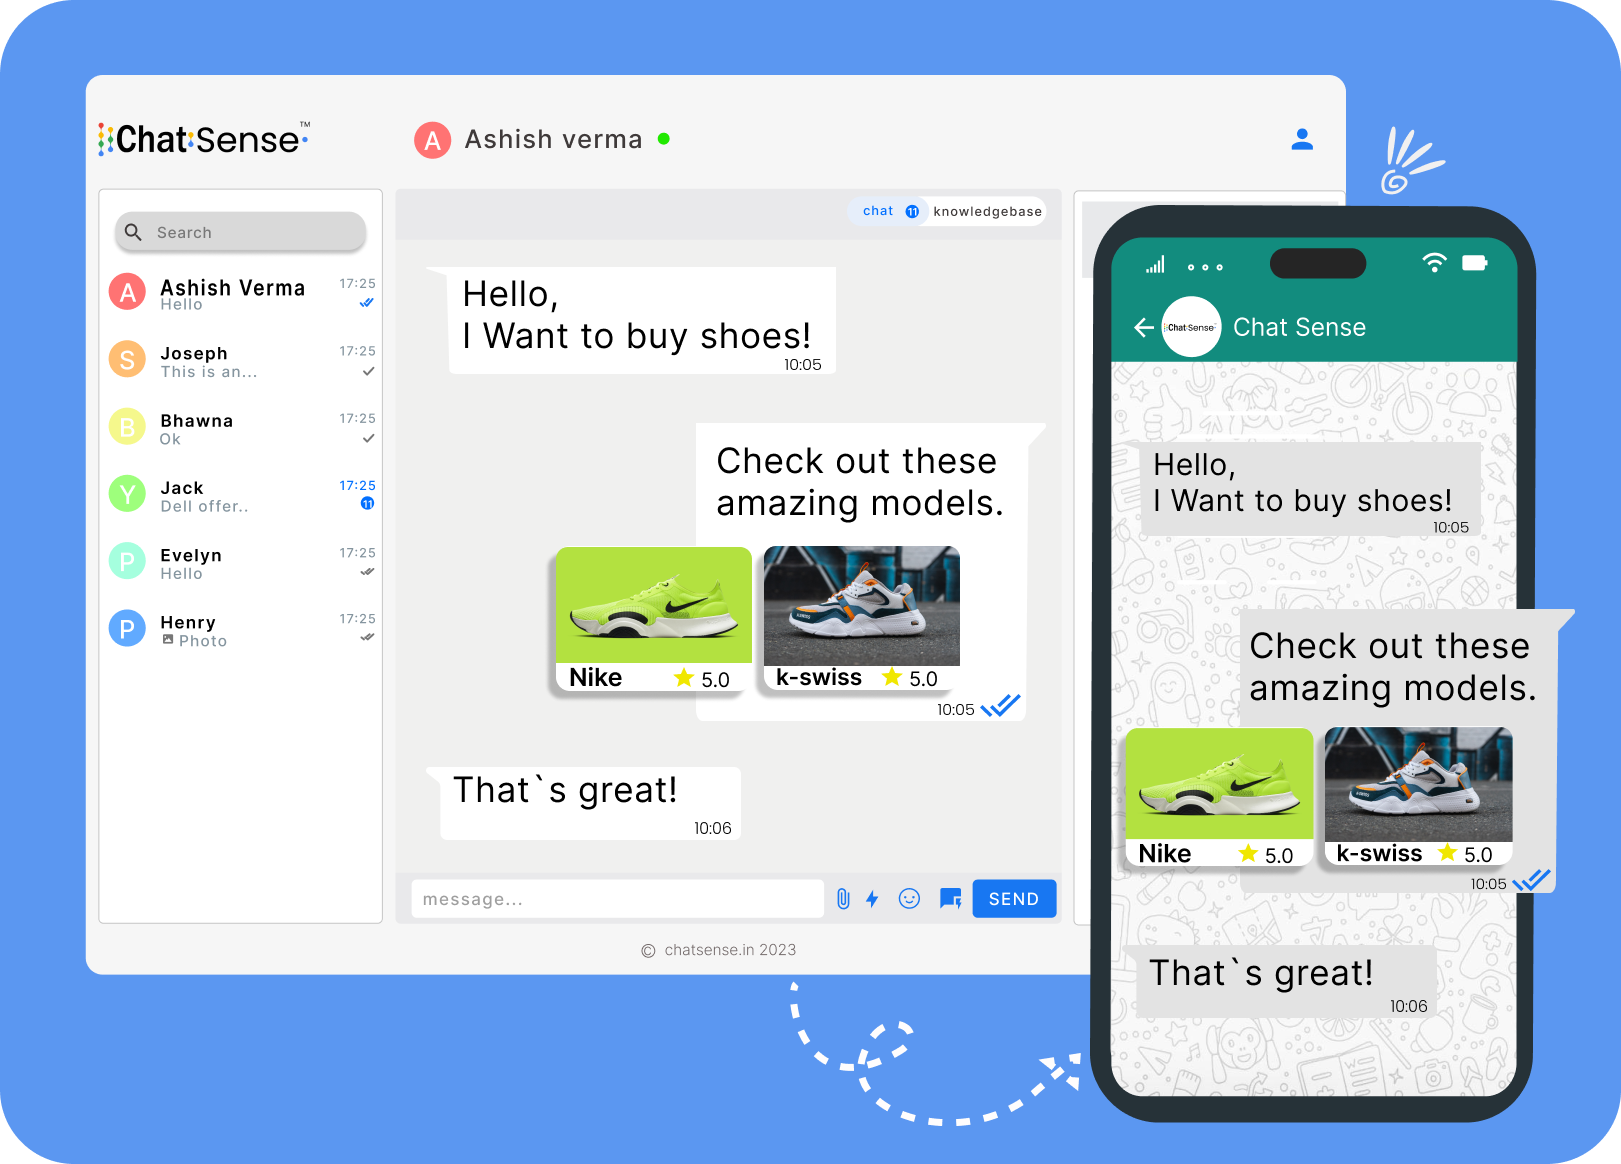 Chat Sense ™
A Ashish verma
Search
A Ashish Verma 17:25
Hello
S Joseph 17:25
This is an...
B Bhawna 17:25
Ok
Y Jack 17:25
Dell offer.. 11
P Evelyn 17:25
Hello
P Henry 17:25
Photo
chat 11 knowledgebase
Hello,
I Want to buy shoes!
10:05
Check out these
amazing models.
Nike 5.0
k-swiss 5.0
10:05
That`s great!
10:06
message...
SEND
© chatsense.in 2023
Chat Sense
Chat Sense
Hello,
I Want to buy shoes!
10:05
Check out these
amazing models.
Nike 5.0
k-swiss 5.0
10:05
That`s great!
10:06